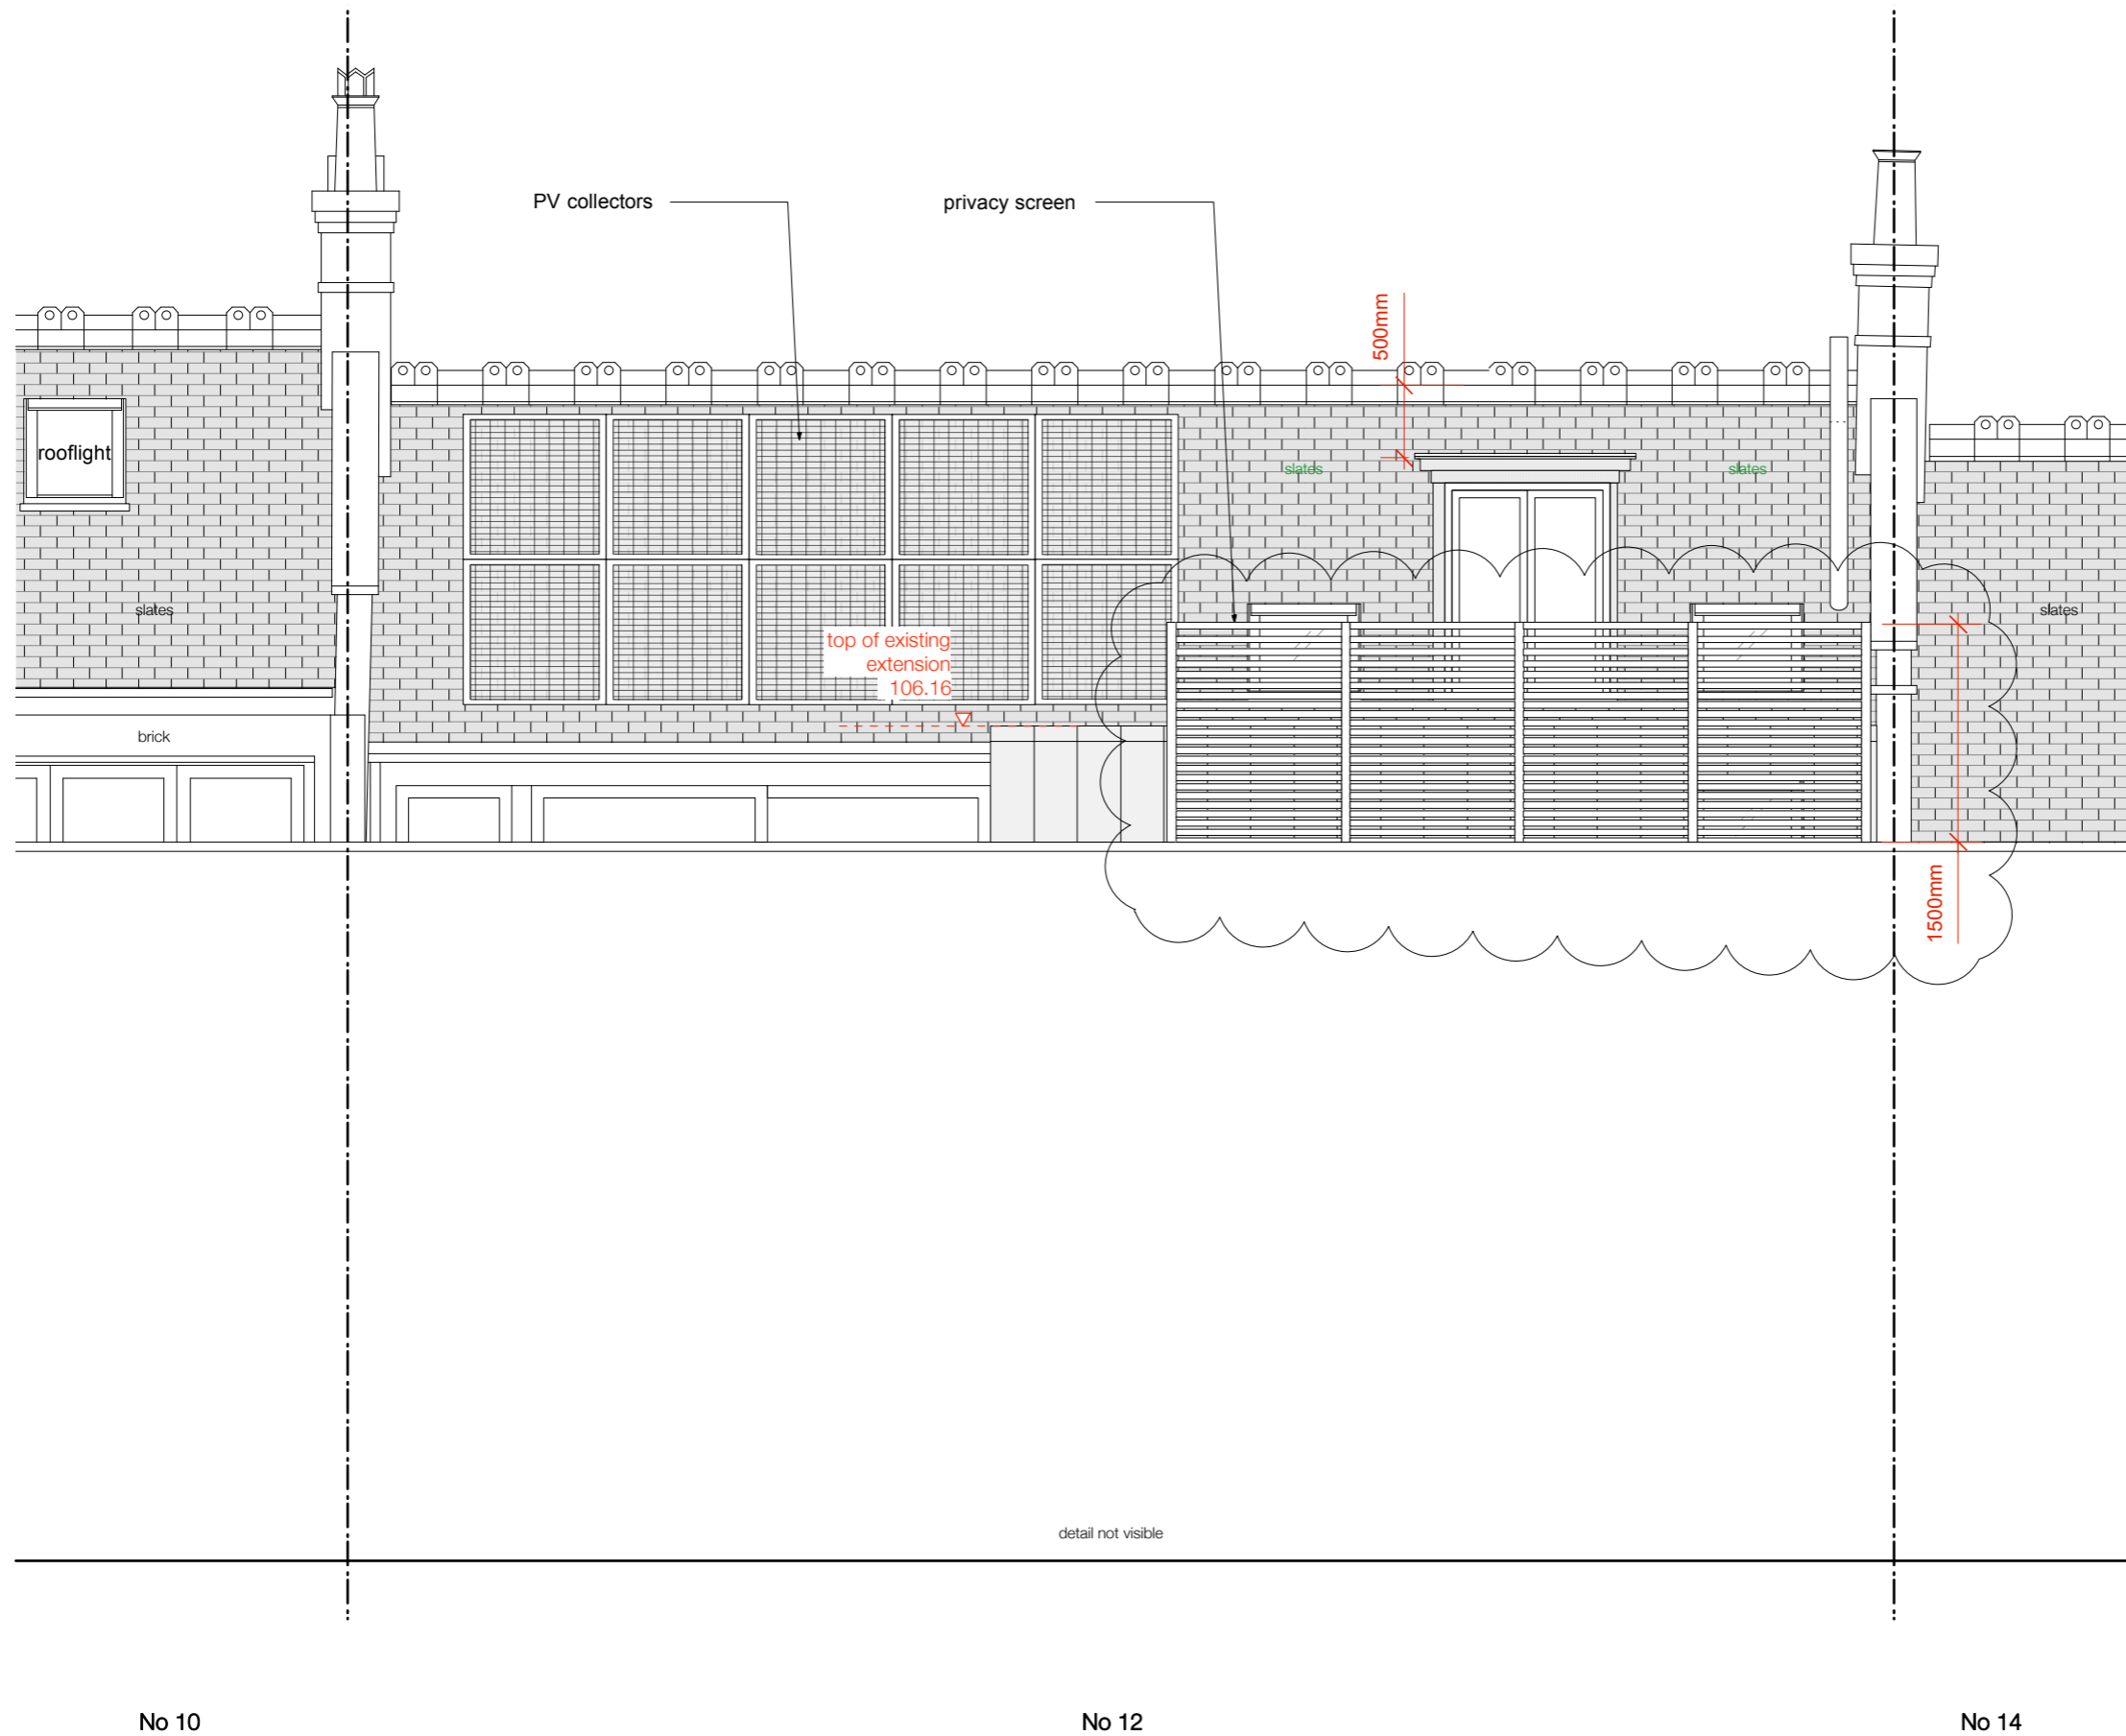 PV collectors
privacy screen
500mm
rooflight
slates
slates
slates
slates
top of existing
extension
106.16
brick
1500mm
detail not visible
No 10
No 12
No 14